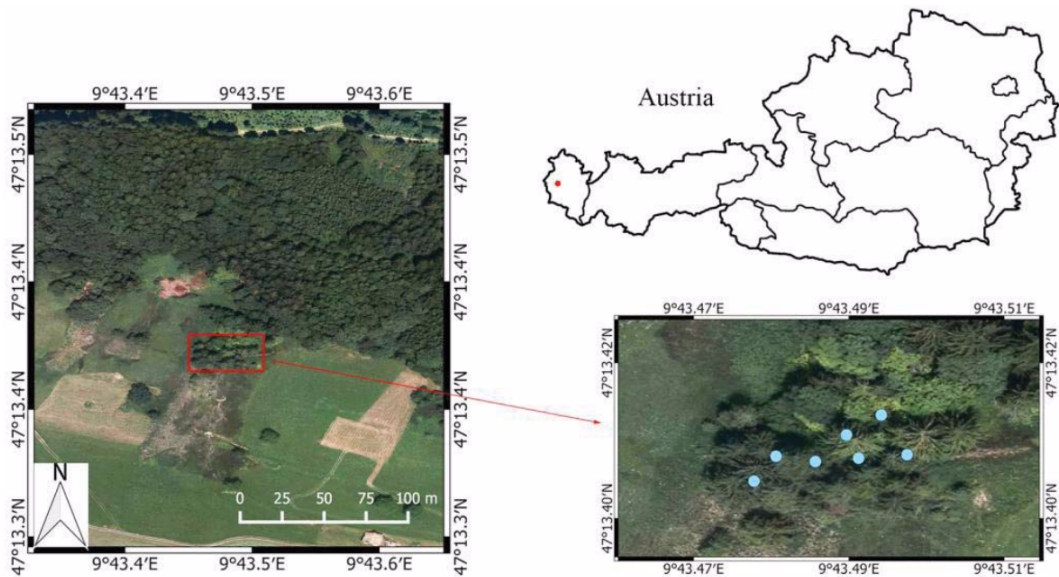 Austria
9°43.4′E 9°43.5′E 9°43.6′E
47°13.5′N
47°13.4′N
47°13.4′N
47°13.3′N
47°13.5′N
47°13.4′N
47°13.4′N
47°13.3′N
N
0 25 50 75 100 m
9°43.4′E 9°43.5′E 9°43.6′E
9°43.47′E 9°43.49′E 9°43.51′E
47°13.42′N
47°13.40′N
47°13.42′N
47°13.40′N
9°43.47′E 9°43.49′E 9°43.51′E